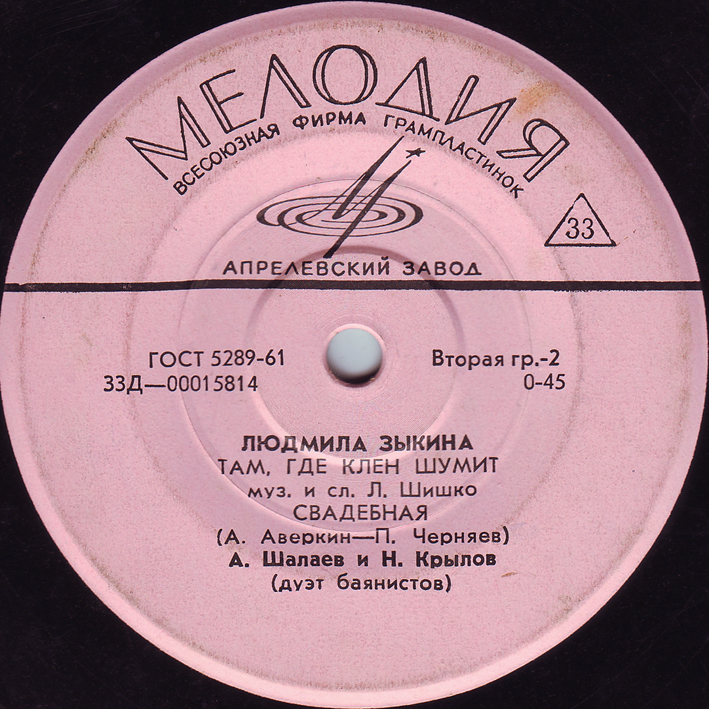 МЕЛОДИЯ
ВСЕСОЮЗНАЯ ФИРМА ГРАМПЛАСТИНОК
33
АПРЕЛЕВСКИЙ ЗАВОД
ГОСТ 5289-61 Вторая гр.-2
33Д—00015814 0-45
ЛЮДМИЛА ЗЫКИНА
ТАМ, ГДЕ КЛЕН ШУМИТ
муз. и сл. Л. Шишко
СВАДЕБНАЯ
(А. Аверкин—П. Черняев)
А. Шалаев и Н. Крылов
(дуэт баянистов)